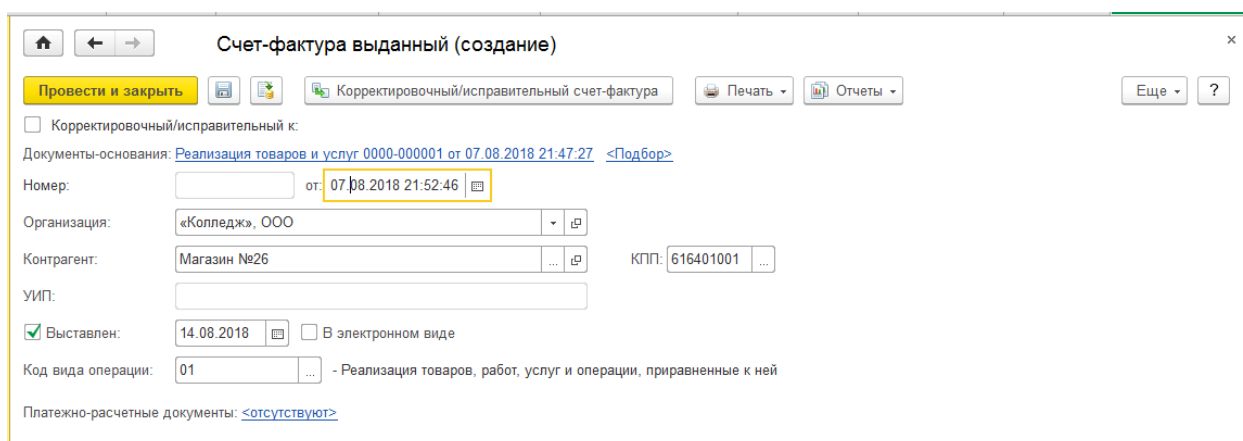 Счет-фактура выданный (создание)
Провести и закрыть Корректировочный/исправительный счет-фактура Печать Отчеты Еще ?
Корректировочный/исправительный к:
Документы-основания: Реализация товаров и услуг 0000-000001 от 07.08.2018 21:47:27 <Подбор>
Номер: от: 07.08.2018 21:52:46
Организация: «Колледж», ООО
Контрагент: Магазин №26 ... КПП: 616401001 ...
УИП:
Выставлен: 14.08.2018 В электронном виде
Код вида операции: 01 ... - Реализация товаров, работ, услуг и операции, приравненные к ней
Платежно-расчетные документы: <отсутствуют>